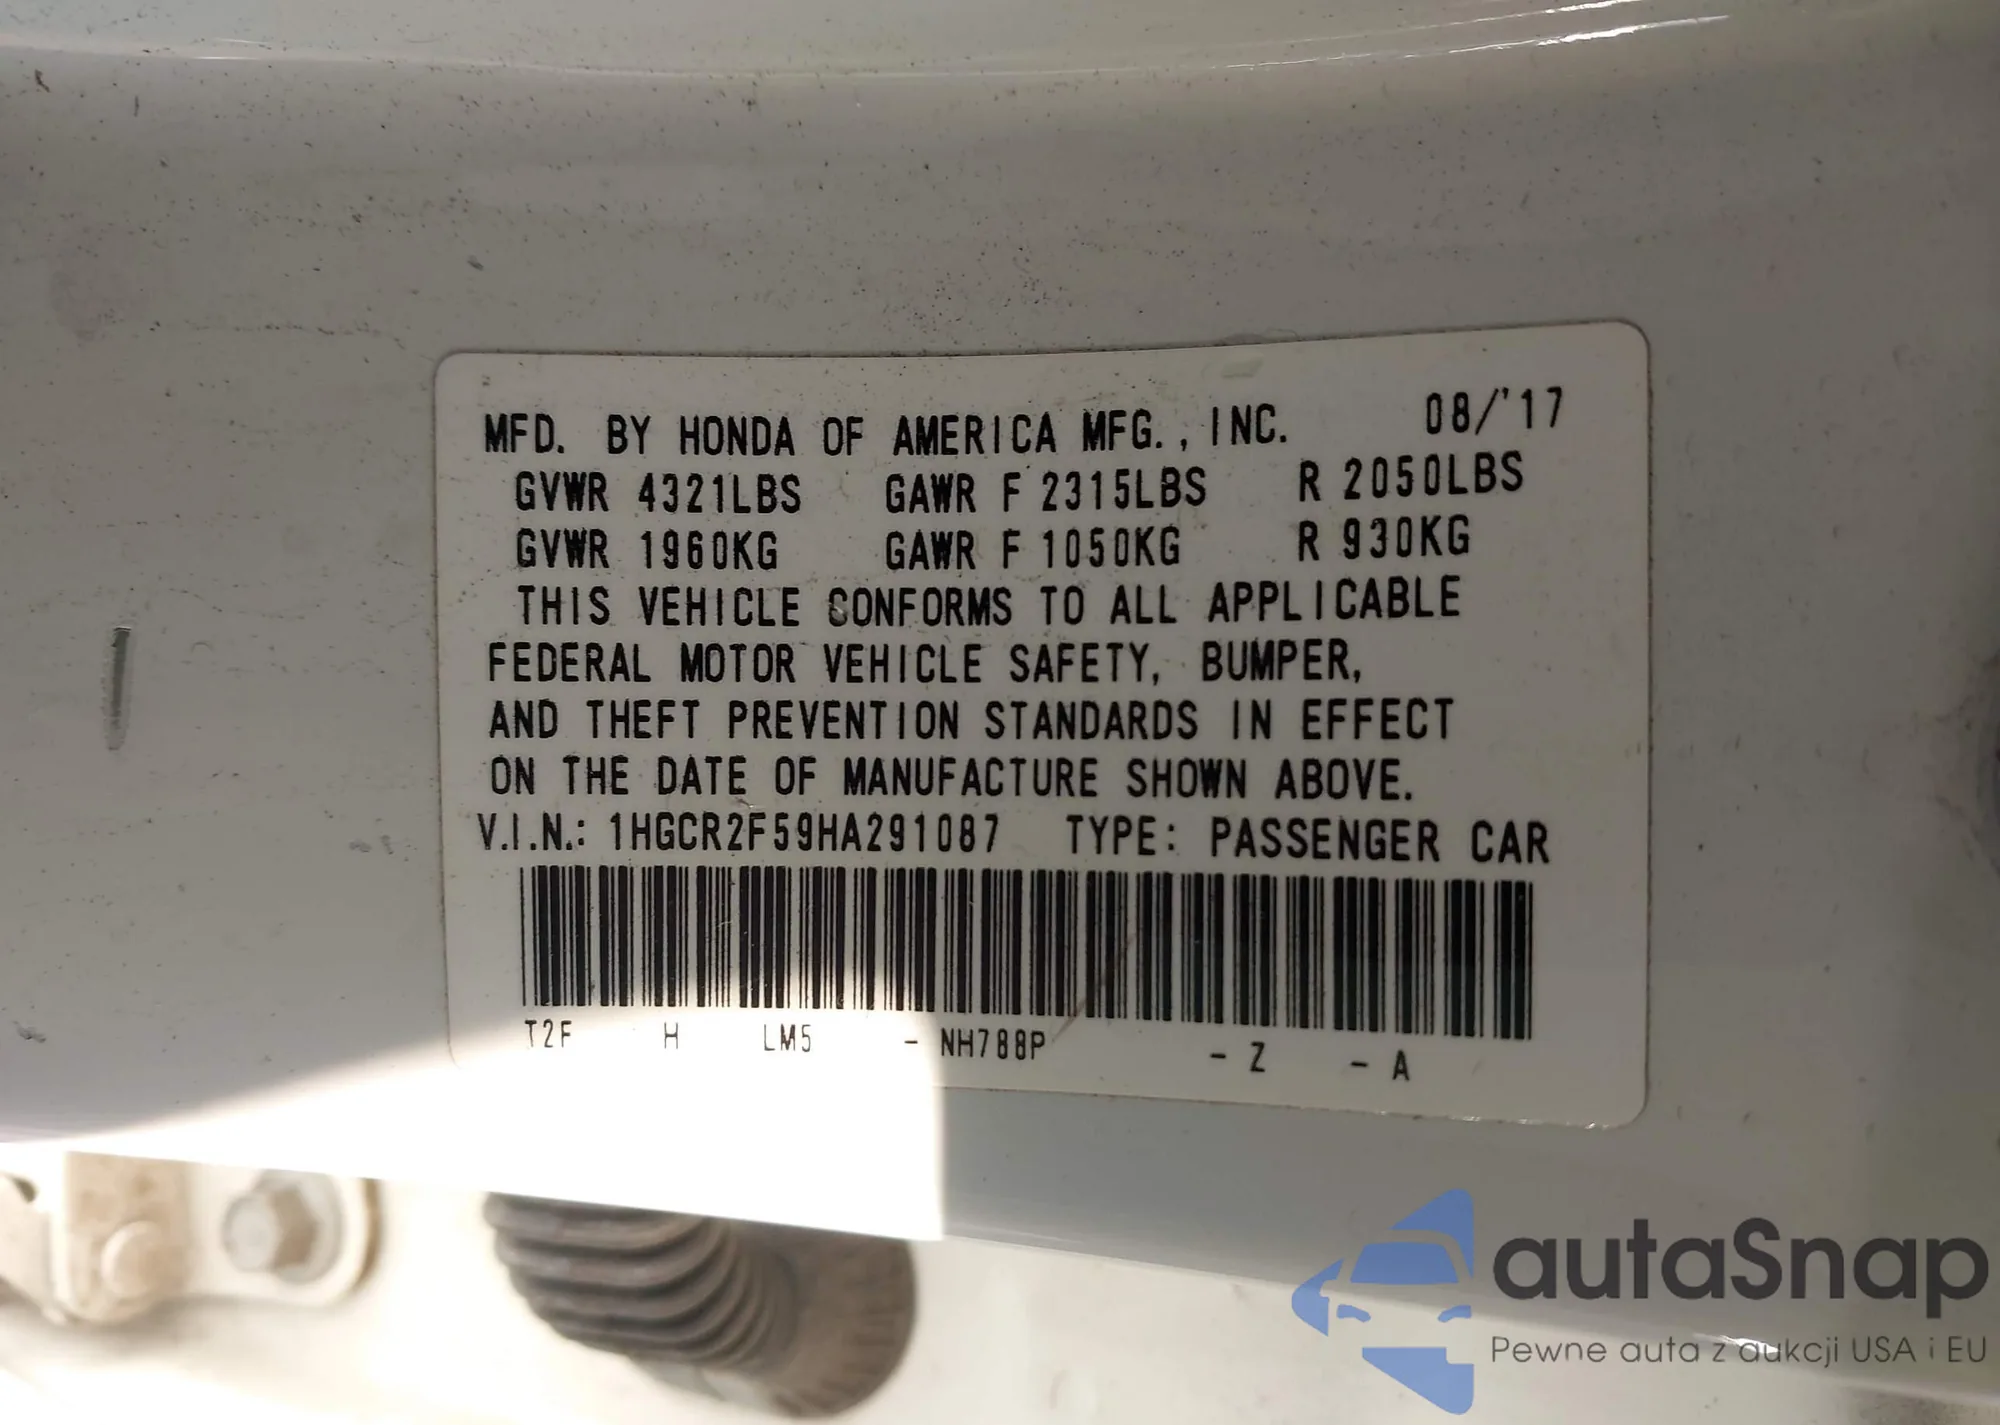 MFD. BY HONDA OF AMERICA MFG., INC. 08/'17
GVWR 4321LBS GAWR F 2315LBS R 2050LBS
GVWR 1960KG GAWR F 1050KG R 930KG
THIS VEHICLE CONFORMS TO ALL APPLICABLE
FEDERAL MOTOR VEHICLE SAFETY, BUMPER,
AND THEFT PREVENTION STANDARDS IN EFFECT
ON THE DATE OF MANUFACTURE SHOWN ABOVE.
V.I.N.: 1HGCR2F59HA291087 TYPE: PASSENGER CAR
T2F H LM5 - NH788P - Z - A
autaSnap
Pewne auta z aukcji USA i EU